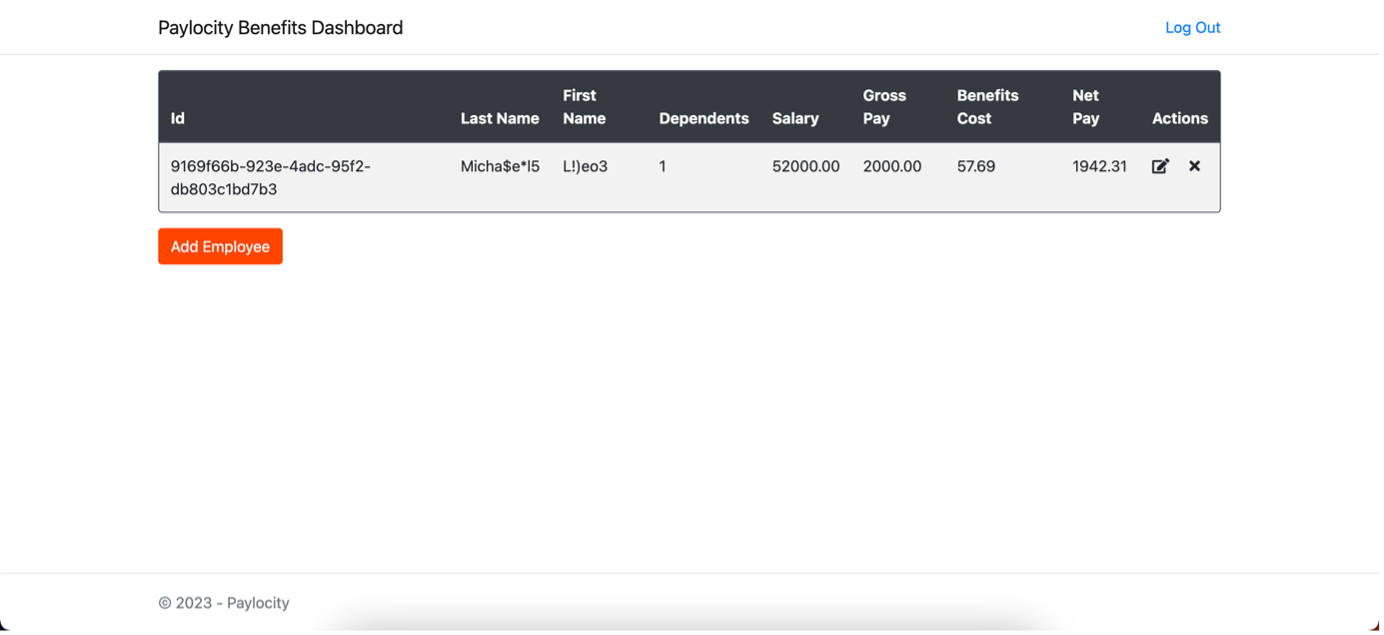 Paylocity Benefits Dashboard
Log Out
Id Last Name First Name Dependents Salary Gross Pay Benefits Cost Net Pay Actions
9169f66b-923e-4adc-95f2-db803c1bd7b3 Micha$e*l5 L!)eo3 1 52000.00 2000.00 57.69 1942.31
Add Employee
© 2023 - Paylocity